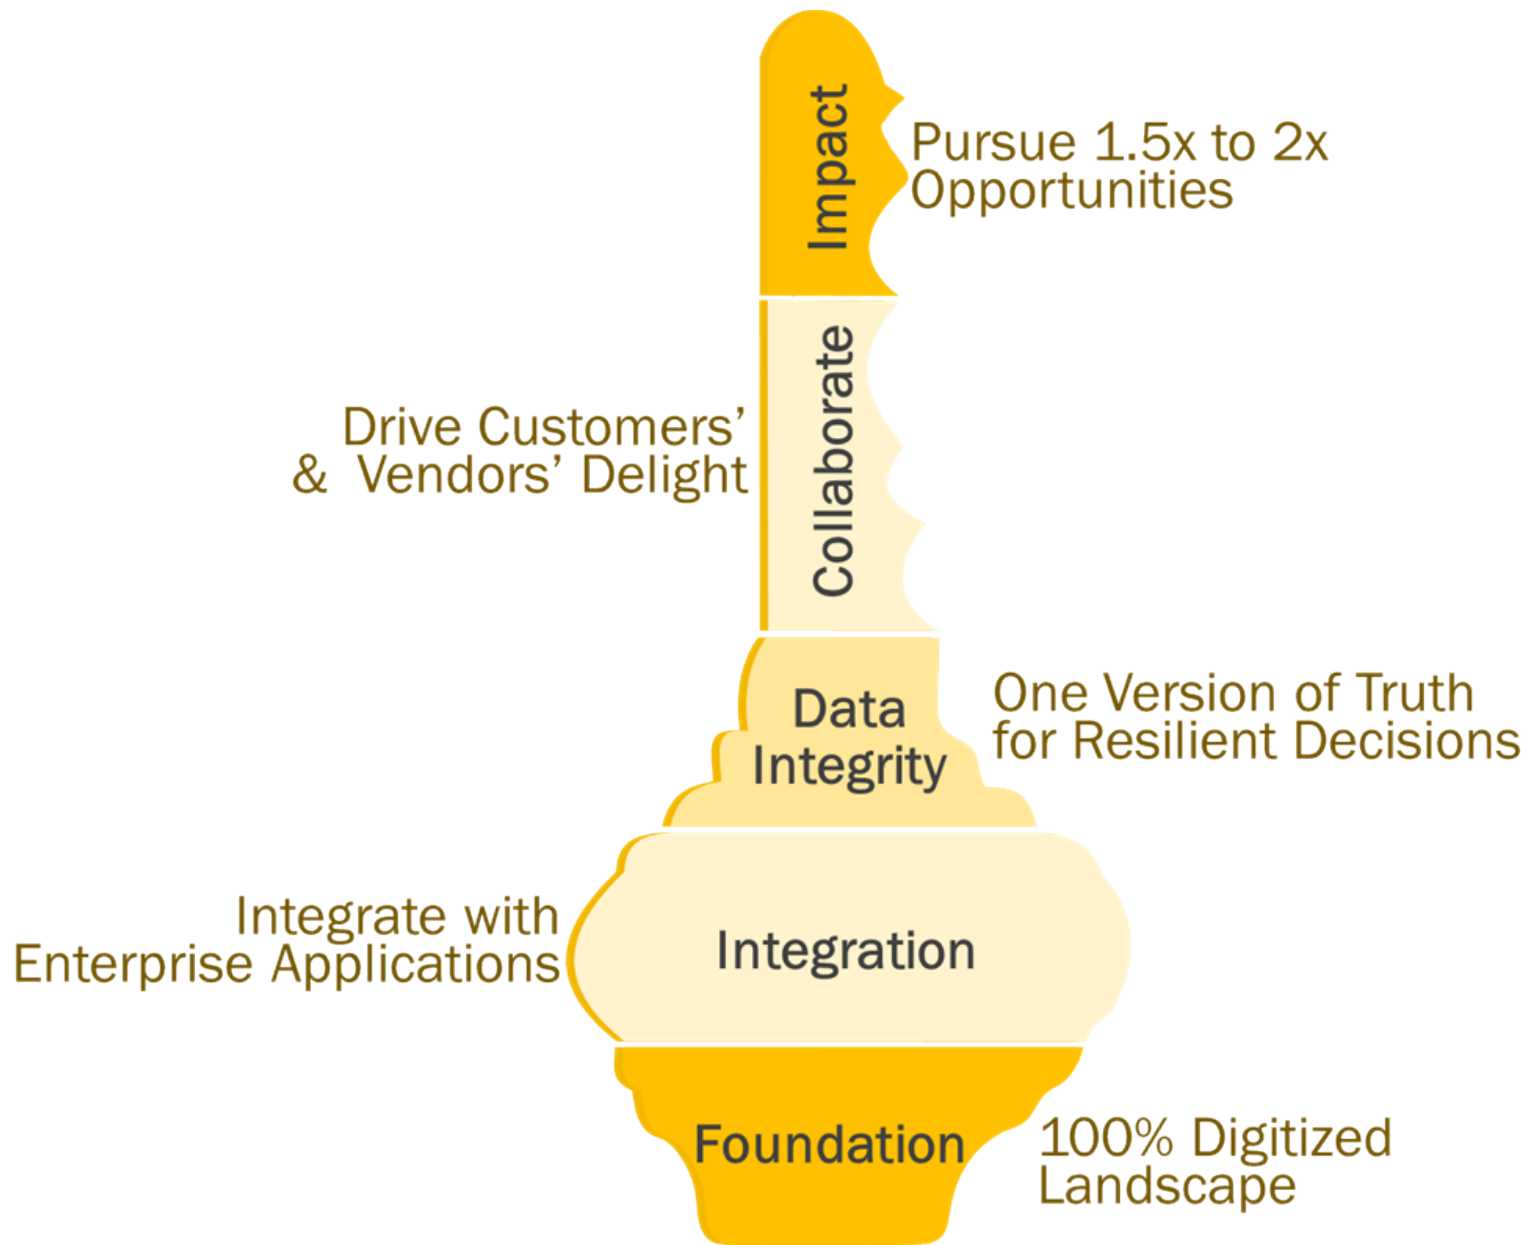 Impact
Pursue 1.5x to 2x
Opportunities
Collaborate
Drive Customers’
& Vendors’ Delight
Data
Integrity
One Version of Truth
for Resilient Decisions
Integration
Integrate with
Enterprise Applications
Foundation
100% Digitized
Landscape